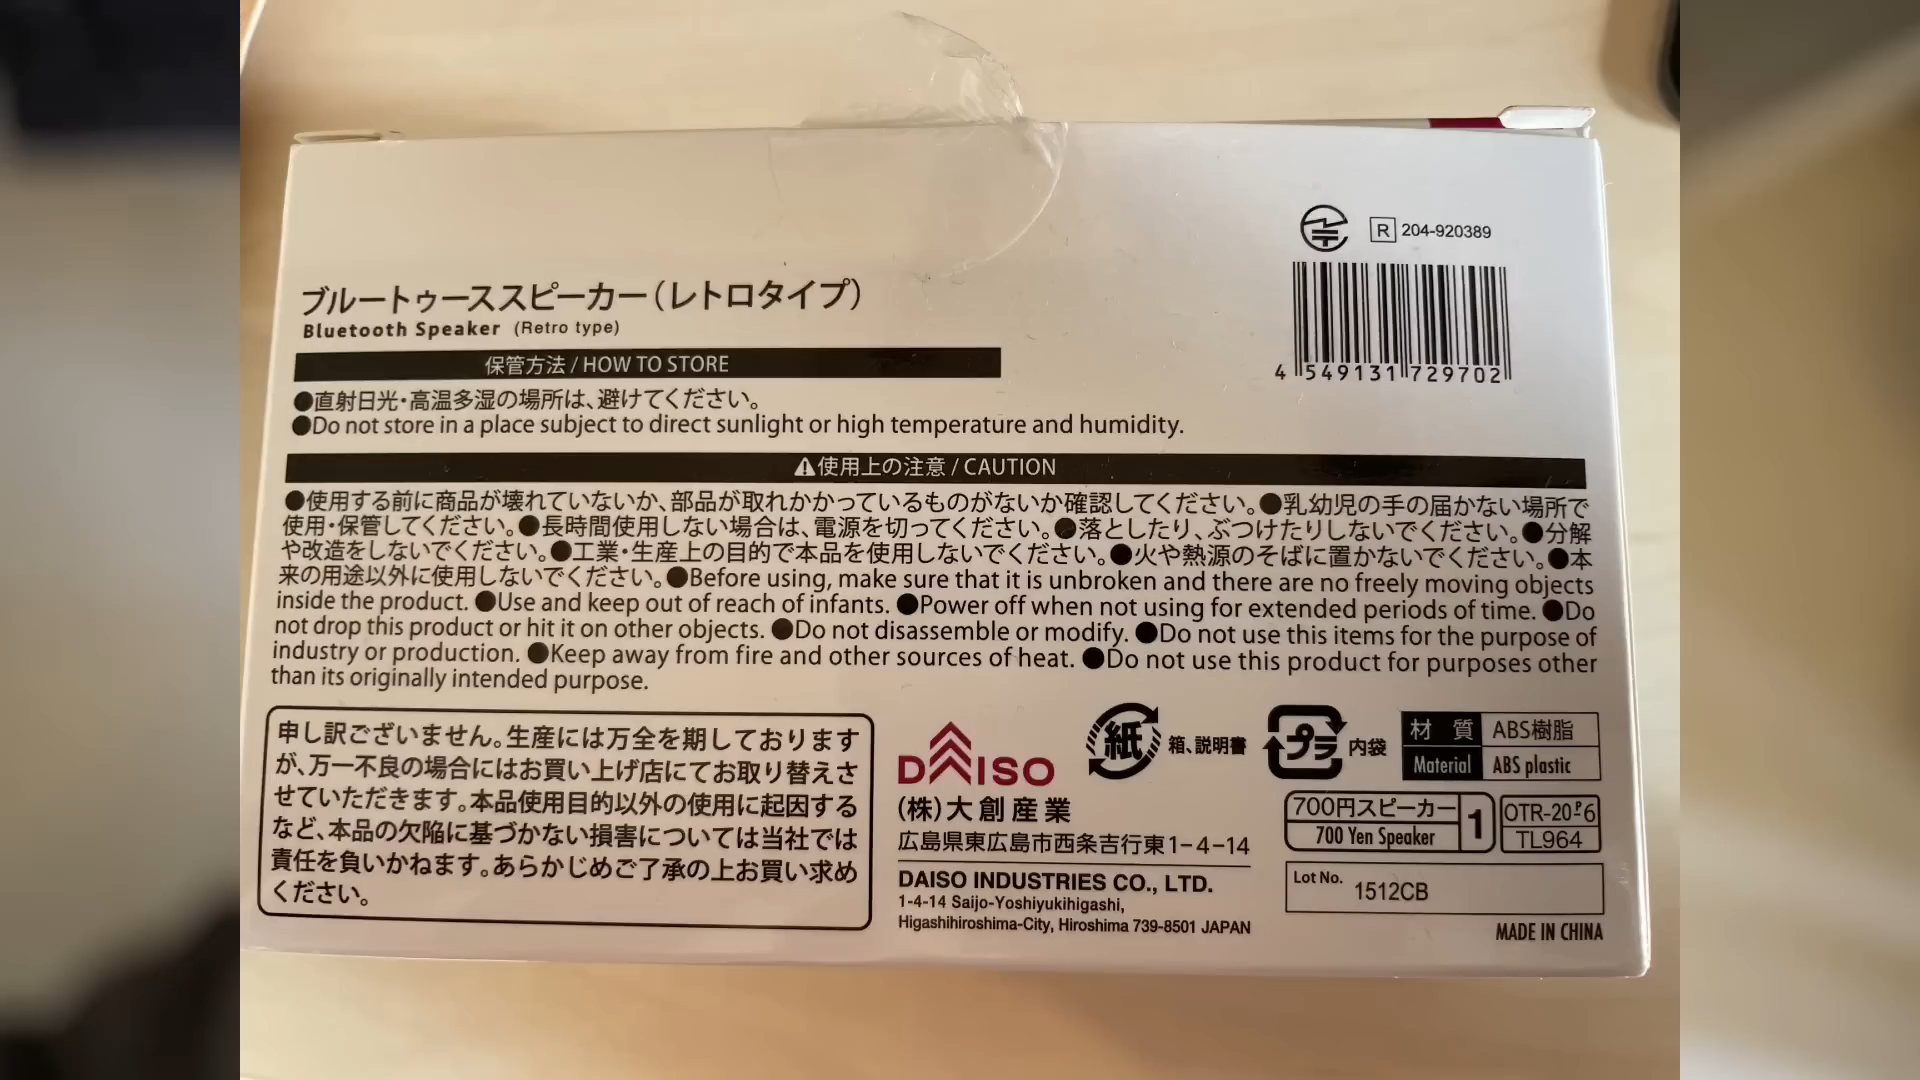 R 204-920389
4 549131 729702
ブルートゥーススピーカー(レトロタイプ)
Bluetooth Speaker (Retro type)
保管方法 / HOW TO STORE
●直射日光・高温多湿の場所は、避けてください。
●Do not store in a place subject to direct sunlight or high temperature and humidity.
⚠使用上の注意 / CAUTION
●使用する前に商品が壊れていないか、部品が取れかかっているものがないか確認してください。●乳幼児の手の届かない場所で
使用・保管してください。●長時間使用しない場合は、電源を切ってください。●落としたり、ぶつけたりしないでください。●分解
や改造をしないでください。●工業・生産上の目的で本品を使用しないでください。●火や熱源のそばに置かないでください。●本
来の用途以外に使用しないでください。●Before using, make sure that it is unbroken and there are no freely moving objects
inside the product. ●Use and keep out of reach of infants. ●Power off when not using for extended periods of time. ●Do
not drop this product or hit it on other objects. ●Do not disassemble or modify. ●Do not use this items for the purpose of
industry or production. ●Keep away from fire and other sources of heat. ●Do not use this product for purposes other
than its originally intended purpose.
申し訳ございません。生産には万全を期しております
が、万一不良の場合にはお買い上げ店にてお取り替えさ
せていただきます。本品使用目的以外の使用に起因する
など、本品の欠陥に基づかない損害については当社では
責任を負いかねます。あらかじめご了承の上お買い求め
ください。
DAISO
(株)大創産業
広島県東広島市西条吉行東1-4-14
DAISO INDUSTRIES CO., LTD.
1-4-14 Saijo-Yoshiyukihigashi,
Higashihiroshima-City, Hiroshima 739-8501 JAPAN
紙 箱、説明書
プラ 内袋
材質 ABS樹脂
Material ABS plastic
700円スピーカー
700 Yen Speaker
1
OTR-20-P6
TL964
Lot No. 1512CB
MADE IN CHINA